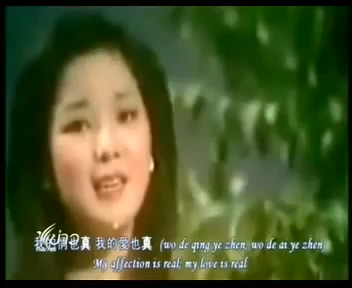 我的情也真 我的愛也真 (wo de qing ye zhen, wo de ai ye zhen
My affection is real; my love is real